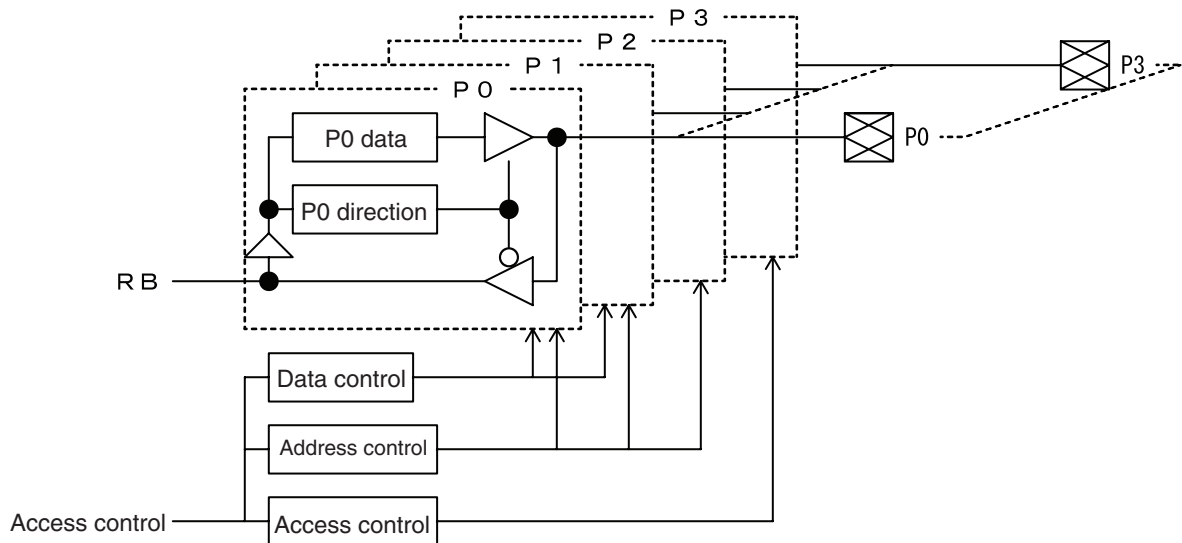 P 3
P 2
P 1
P 0
P3
P0 data
P0
P0 direction
R B
Data control
Address control
Access control
Access control